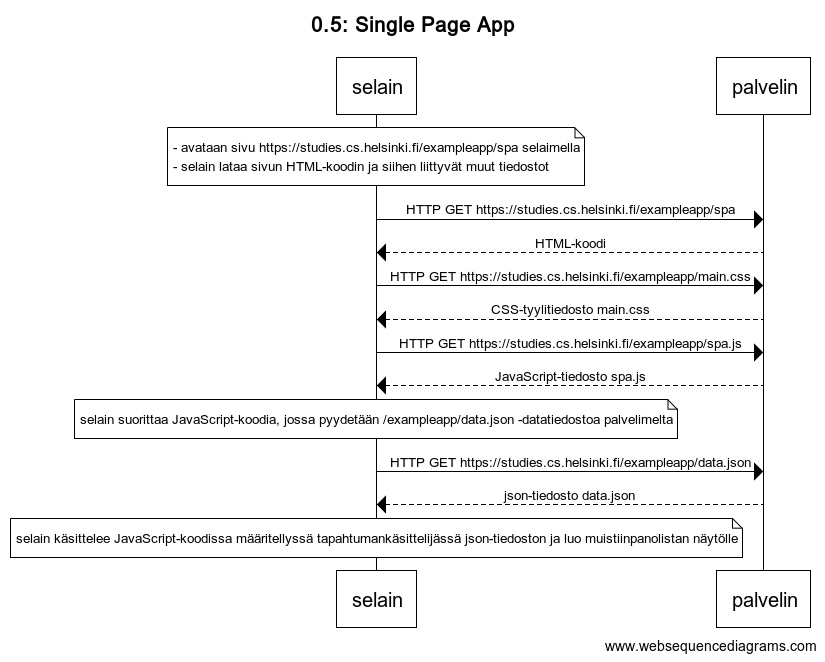 0.5: Single Page App
selain
palvelin
- avataan sivu https://studies.cs.helsinki.fi/exampleapp/spa selaimella
- selain lataa sivun HTML-koodin ja siihen liittyvät muut tiedostot
HTTP GET https://studies.cs.helsinki.fi/exampleapp/spa
HTML-koodi
HTTP GET https://studies.cs.helsinki.fi/exampleapp/main.css
CSS-tyylitiedosto main.css
HTTP GET https://studies.cs.helsinki.fi/exampleapp/spa.js
JavaScript-tiedosto spa.js
selain suorittaa JavaScript-koodia, jossa pyydetään /exampleapp/data.json -datatiedostoa palvelimelta
HTTP GET https://studies.cs.helsinki.fi/exampleapp/data.json
json-tiedosto data.json
selain käsittelee JavaScript-koodissa määritellyssä tapahtumankäsittelijässä json-tiedoston ja luo muistiinpanolistan näytölle
selain
palvelin
www.websequencediagrams.com